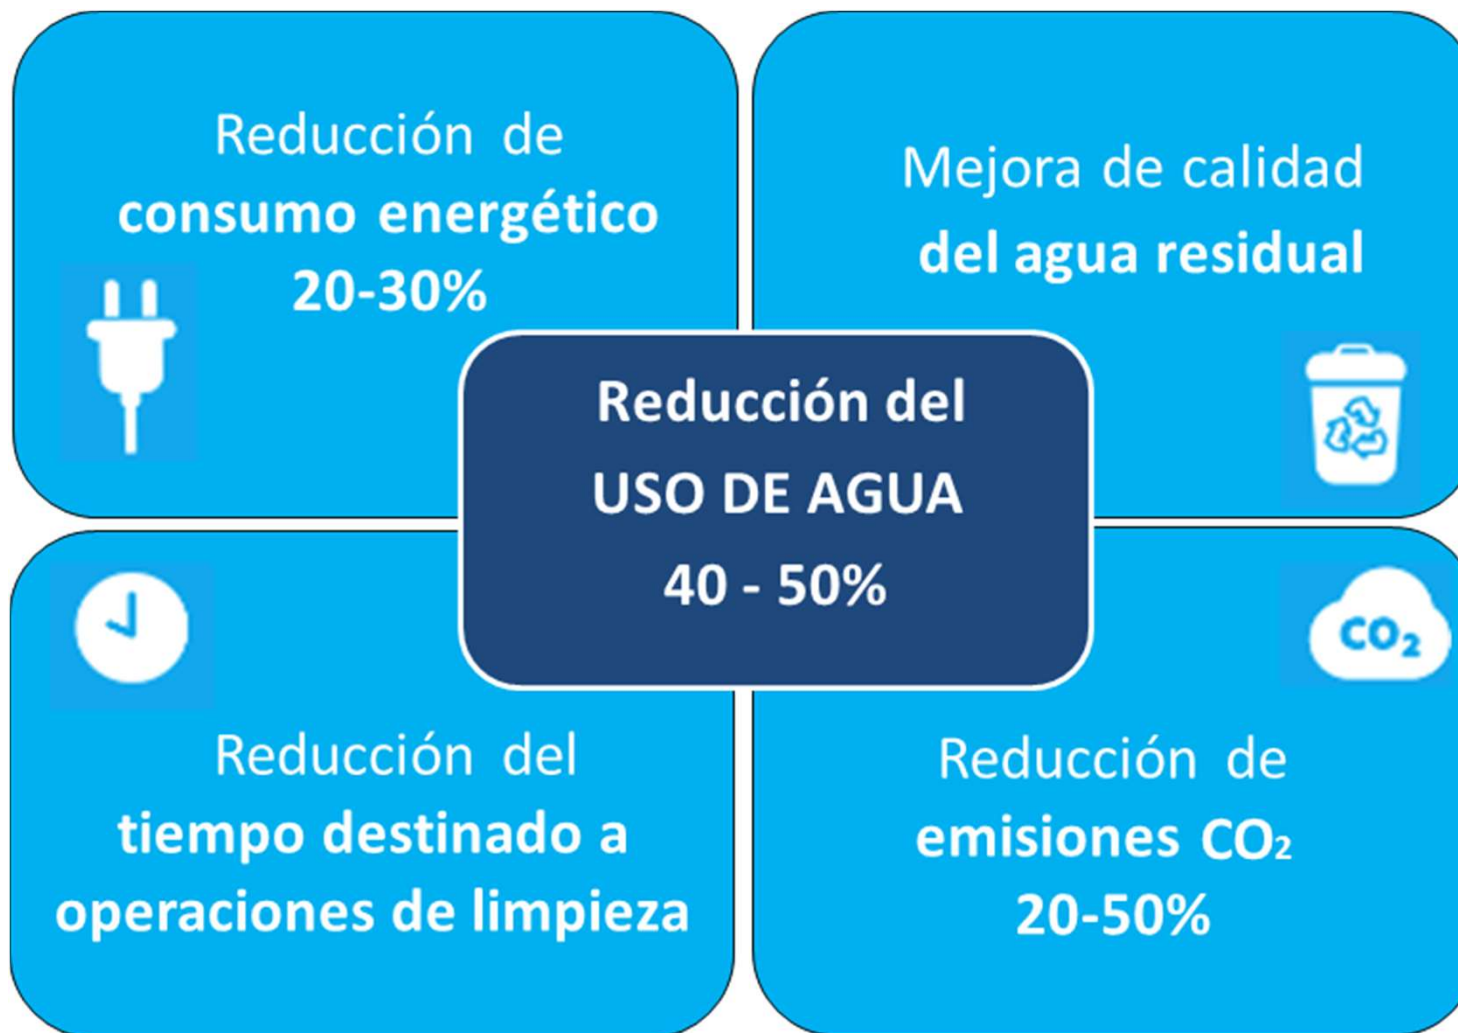 Reducción de
consumo energético
20-30%
Mejora de calidad
del agua residual
Reducción del
USO DE AGUA
40 - 50%
Reducción del
tiempo destinado a
operaciones de limpieza
CO₂
Reducción de
emisiones CO₂
20-50%